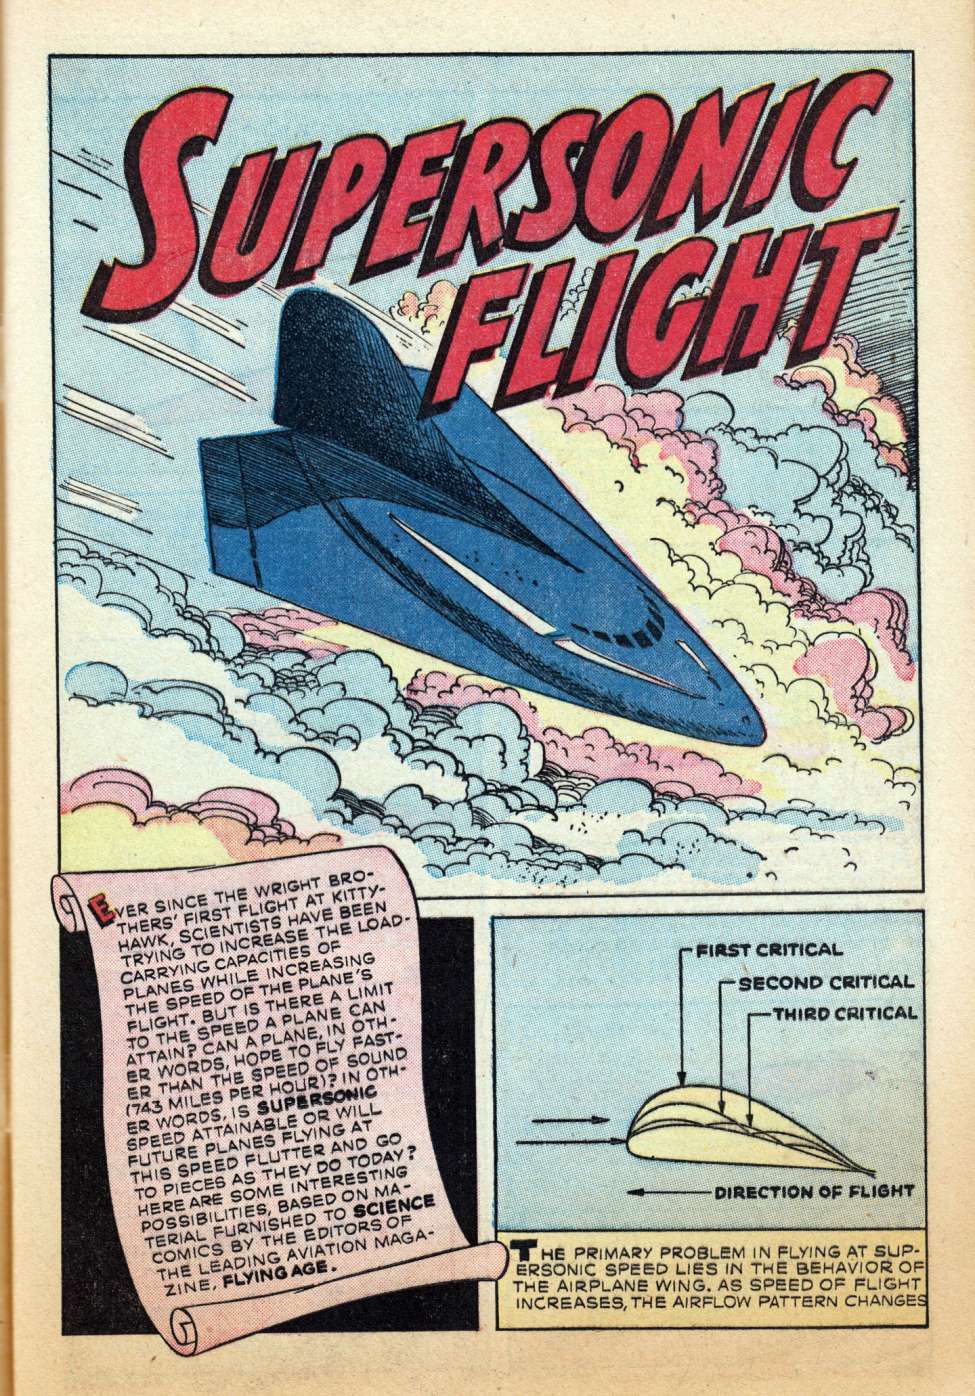 SUPERSONIC
FLIGHT
EVER SINCE THE WRIGHT BRO-
THERS' FIRST FLIGHT AT KITTY-
HAWK, SCIENTISTS HAVE BEEN
TRYING TO INCREASE THE LOAD-
CARRYING CAPACITIES OF
PLANES WHILE INCREASING
THE SPEED OF THE PLANE'S
FLIGHT. BUT IS THERE A LIMIT
TO THE SPEED A PLANE CAN
ATTAIN? CAN A PLANE, IN OTH-
ER WORDS, HOPE TO FLY FAST-
ER THAN THE SPEED OF SOUND
(743 MILES PER HOUR)? IN OTH-
ER WORDS, IS SUPERSONIC
SPEED ATTAINABLE OR WILL
FUTURE PLANES FLYING AT
THIS SPEED FLUTTER AND GO
TO PIECES AS THEY DO TODAY?
HERE ARE SOME INTERESTING
POSSIBILITIES, BASED ON MA-
TERIAL FURNISHED TO SCIENCE
COMICS BY THE EDITORS OF
THE LEADING AVIATION MAGA-
ZINE, FLYING AGE.
FIRST CRITICAL
SECOND CRITICAL
THIRD CRITICAL
DIRECTION OF FLIGHT
THE PRIMARY PROBLEM IN FLYING AT SUP-
ERSONIC SPEED LIES IN THE BEHAVIOR OF
THE AIRPLANE WING. AS SPEED OF FLIGHT
INCREASES, THE AIRFLOW PATTERN CHANGES